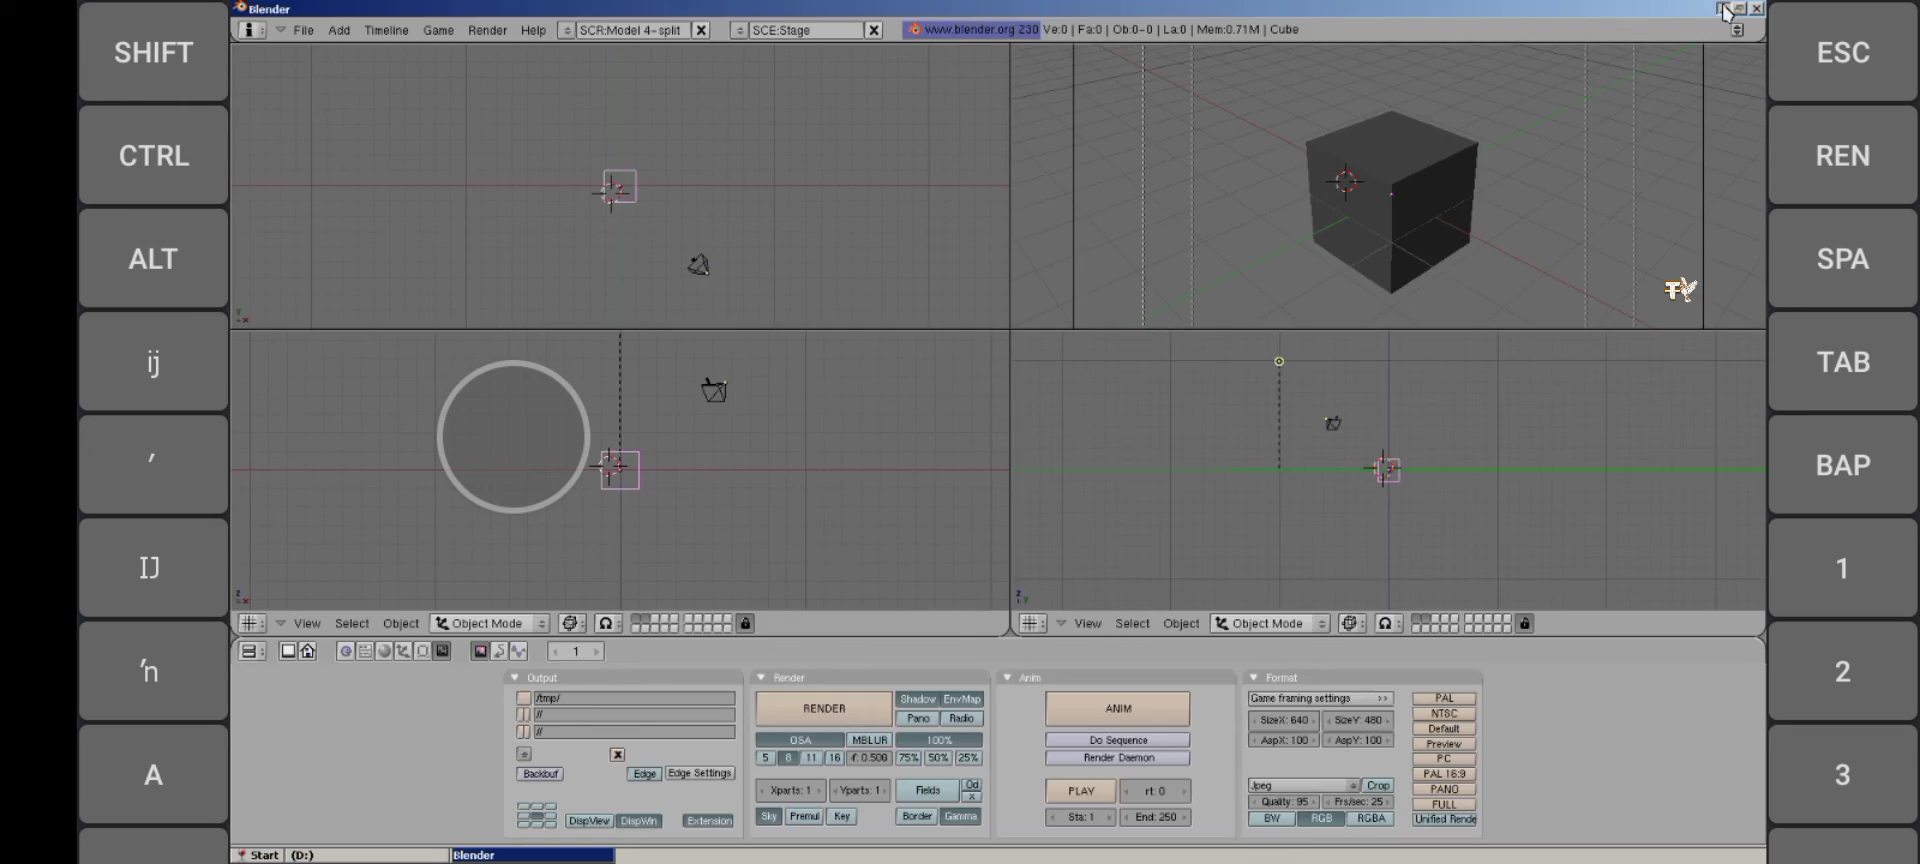 SHIFT
CTRL
ALT
ij
′
IJ
ŉ
A
ESC
REN
SPA
TAB
BAP
1
2
3
Blender
File Add Timeline Game Render Help SCR:Model 4-split SCE:Stage www.blender.org 230 Ve:0 | Fa:0 | Ob:0-0 | La:0 | Mem:0.71M | Cube
View Select Object Object Mode
View Select Object Object Mode
1
Output
/tmp/
//
//
Backbuf Edge Edge Settings
DispView DispWin Extension
Render
RENDER Shadow EnvMap
Pano Radio
OSA MBLUR 100%
5 8 11 16 f: 0.500 75% 50% 25%
Xparts: 1 Yparts: 1 Fields Od
x
Sky Premul Key Border Gamma
Anim
ANIM
Do Sequence
Render Daemon
PLAY rt: 0
Sta: 1 End: 250
Format
Game framing settings >>
SizeX: 640 SizeY: 480
AspX: 100 AspY: 100
Jpeg Crop
Quality: 95 Frs/sec: 25
BW RGB RGBA
PAL
NTSC
Default
Preview
PC
PAL 16:9
PANO
FULL
Unified Rende
Start (D:) Blender